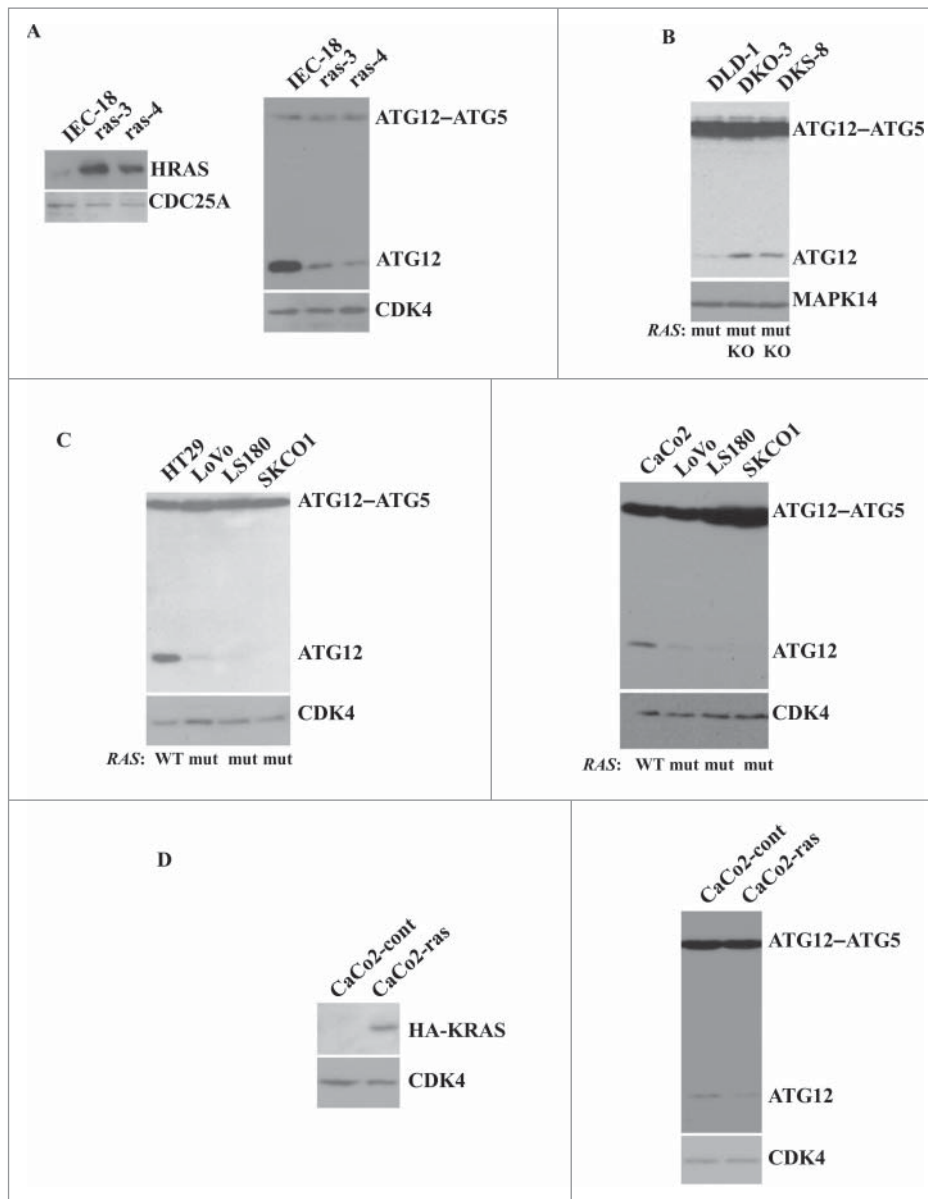 A
IEC-18
ras-3
ras-4
HRAS
CDC25A
IEC-18
ras-3
ras-4
ATG12–ATG5
ATG12
CDK4
B
DLD-1
DKO-3
DKS-8
ATG12–ATG5
ATG12
MAPK14
RAS: mut mut mut
KO KO
C
HT29
LoVo
LS180
SKCO1
ATG12–ATG5
ATG12
CDK4
RAS: WT mut mut mut
CaCo2
LoVo
LS180
SKCO1
ATG12–ATG5
ATG12
CDK4
RAS: WT mut mut mut
D
CaCo2-cont
CaCo2-ras
HA-KRAS
CDK4
CaCo2-cont
CaCo2-ras
ATG12–ATG5
ATG12
CDK4